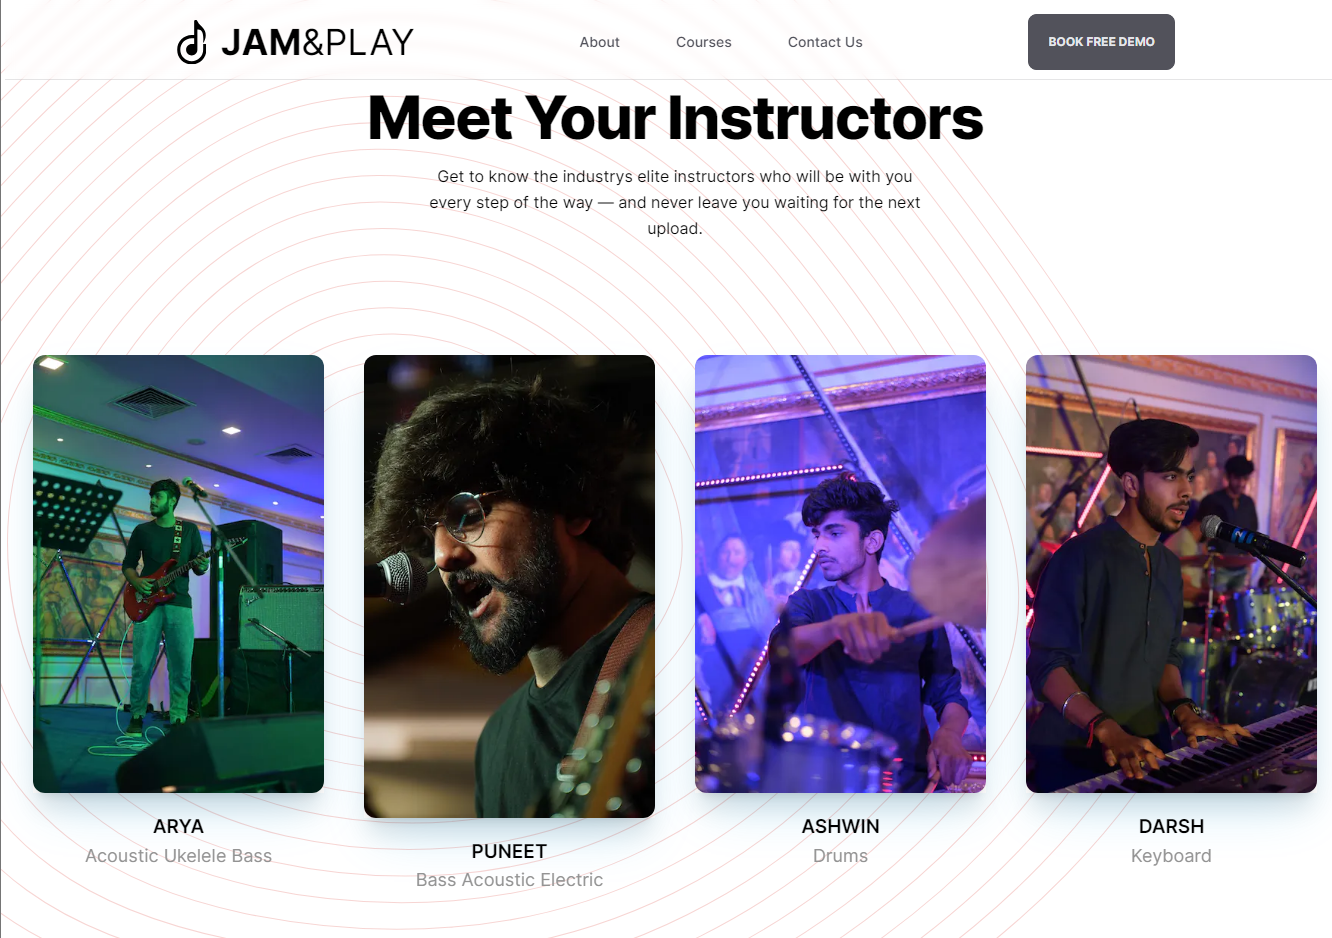 JAM&PLAY
About
Courses
Contact Us
BOOK FREE DEMO
Meet Your Instructors
Get to know the industrys elite instructors who will be with you
every step of the way — and never leave you waiting for the next
upload.
ARYA
Acoustic Ukelele Bass
PUNEET
Bass Acoustic Electric
ASHWIN
Drums
DARSH
Keyboard